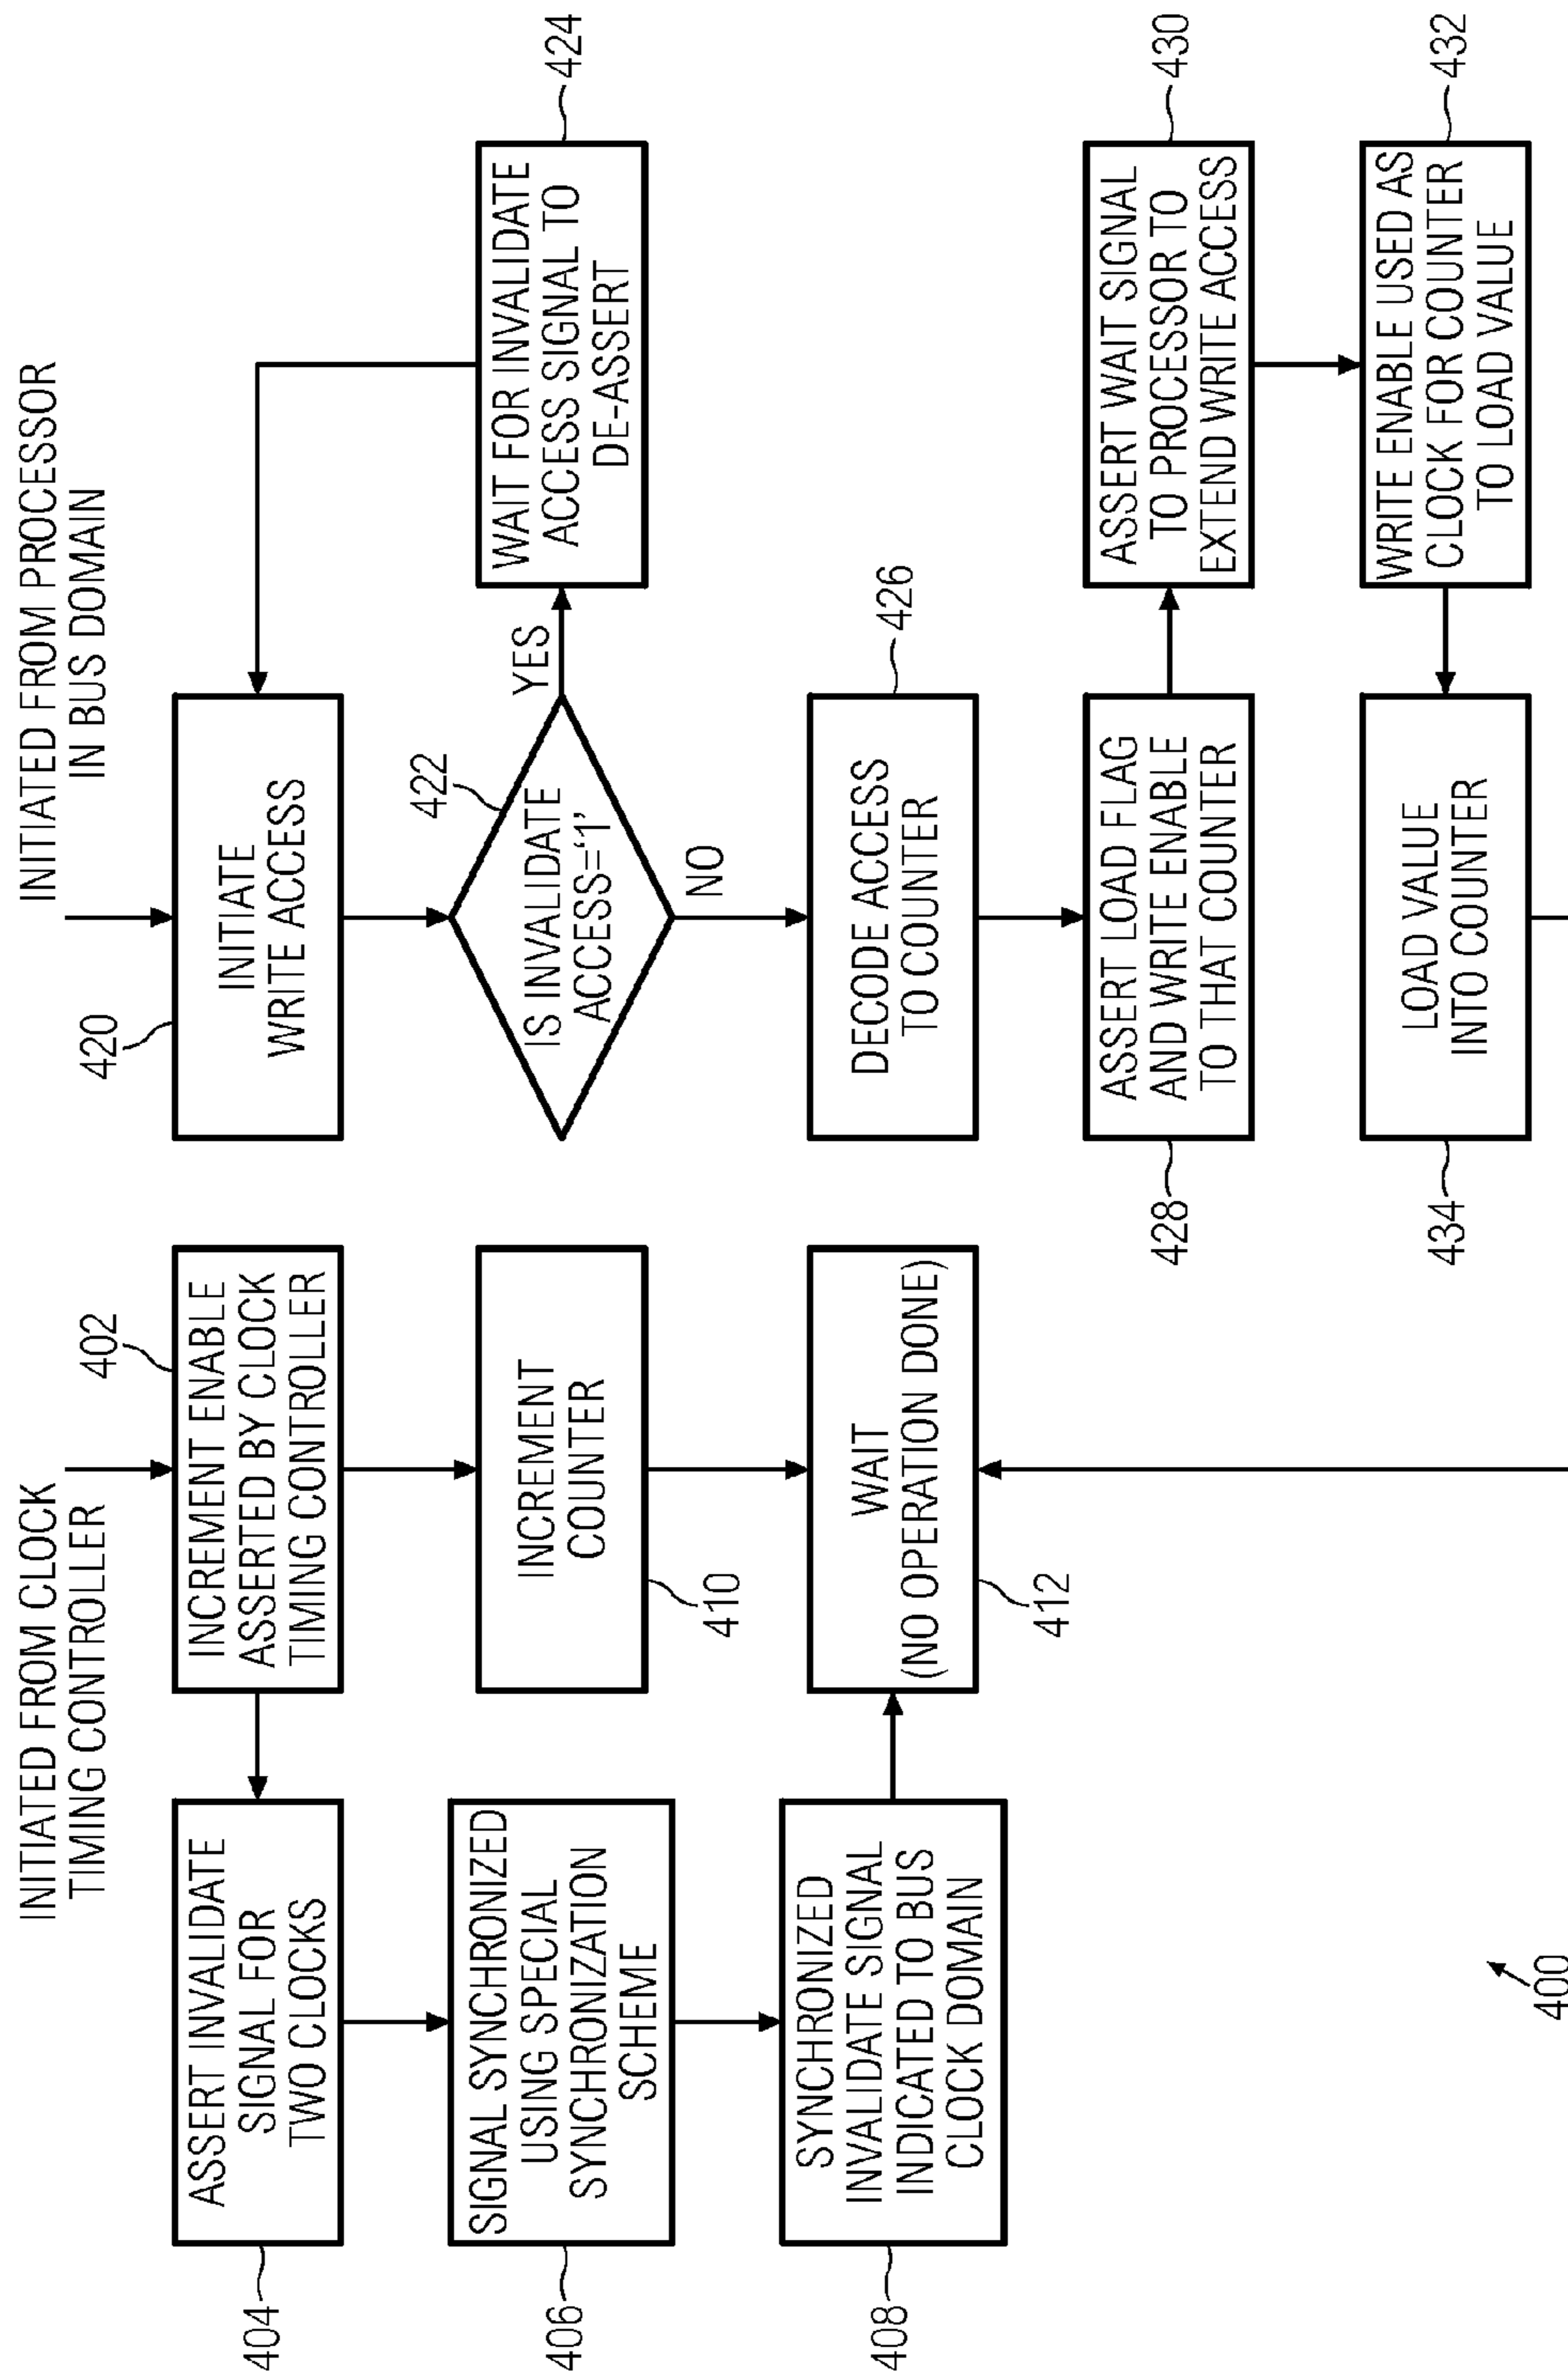 INITIATED FROM CLOCK
TIMING CONTROLLER
402
INCREMENT ENABLE
ASSERTED BY CLOCK
TIMING CONTROLLER
404
ASSERT INVALIDATE
SIGNAL FOR
TWO CLOCKS
406
SIGNAL SYNCHRONIZED
USING SPECIAL
SYNCHRONIZATION
SCHEME
408
SYNCHRONIZED
INVALIDATE SIGNAL
INDICATED TO BUS
CLOCK DOMAIN
INCREMENT
COUNTER
410
WAIT
(NO OPERATION DONE)
412
INITIATED FROM PROCESSOR
IN BUS DOMAIN
420
INITIATE
WRITE ACCESS
422
IS INVALIDATE
ACCESS='1'
YES
NO
WAIT FOR INVALIDATE
ACCESS SIGNAL TO
DE-ASSERT
424
DECODE ACCESS
TO COUNTER
426
428
ASSERT LOAD FLAG
AND WRITE ENABLE
TO THAT COUNTER
ASSERT WAIT SIGNAL
TO PROCESSOR TO
EXTEND WRITE ACCESS
430
WRITE ENABLE USED AS
CLOCK FOR COUNTER
TO LOAD VALUE
432
434
LOAD VALUE
INTO COUNTER
400